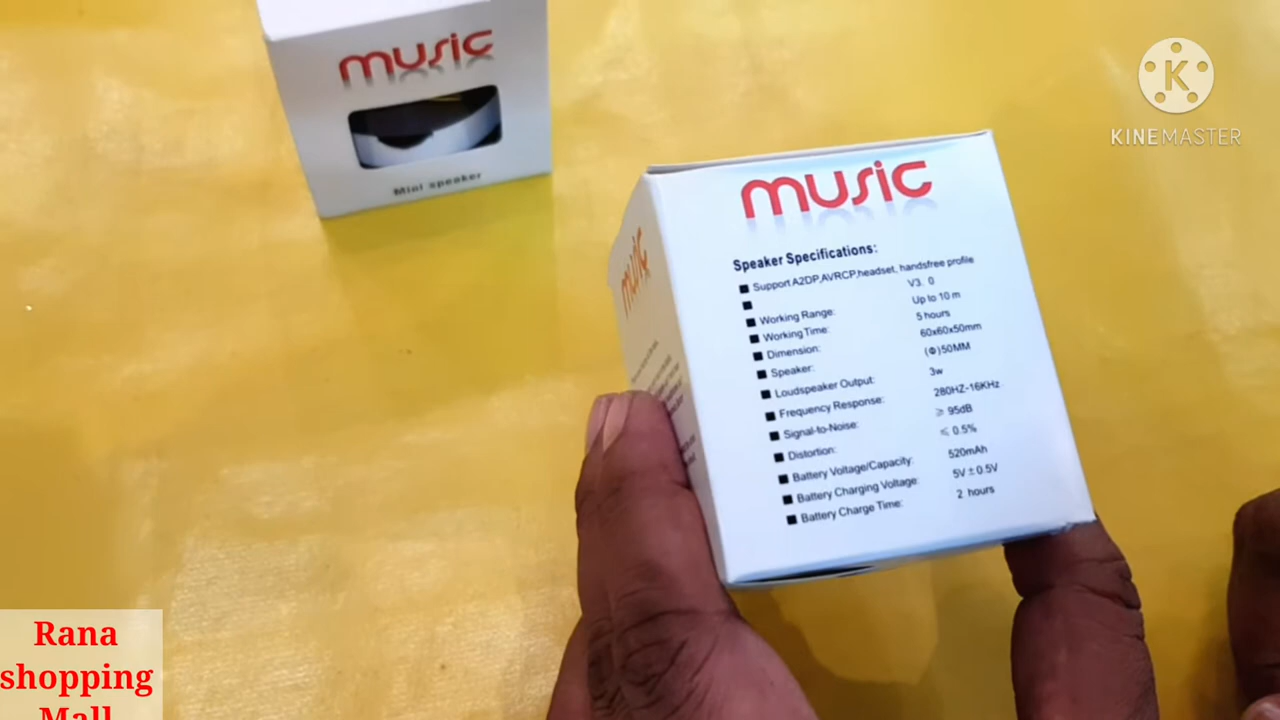 music
Mini speaker
KINEMASTER
music
music
Speaker Specifications:
Support A2DP,AVRCP,headset, handsfree profile
V3. 0
Working Range: Up to 10 m
Working Time: 5 hours
Dimension: 60x60x50mm
Speaker: (Φ)50MM
Loudspeaker Output: 3w
Frequency Response: 280HZ-16KHz
Signal-to-Noise: ≥ 95dB
Distortion: ≤ 0.5%
Battery Voltage/Capacity: 520mAh
Battery Charging Voltage: 5V ± 0.5V
Battery Charge Time: 2 hours
Rana
shopping
Mall